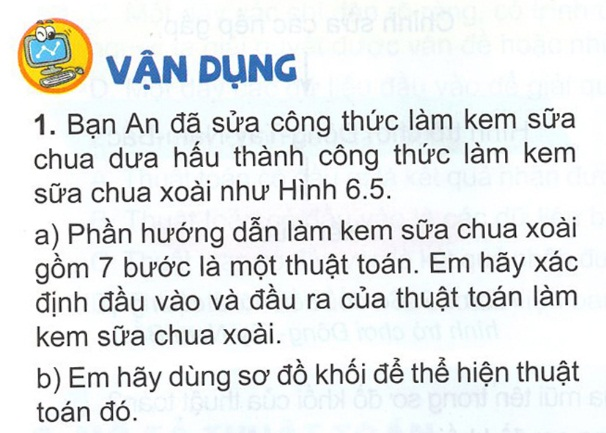 VẬN DỤNG
1. Bạn An đã sửa công thức làm kem sữa
chua dưa hấu thành công thức làm kem
sữa chua xoài như Hình 6.5.
a) Phần hướng dẫn làm kem sữa chua xoài
gồm 7 bước là một thuật toán. Em hãy xác
định đầu vào và đầu ra của thuật toán làm
kem sữa chua xoài.
b) Em hãy dùng sơ đồ khối để thể hiện thuật
toán đó.